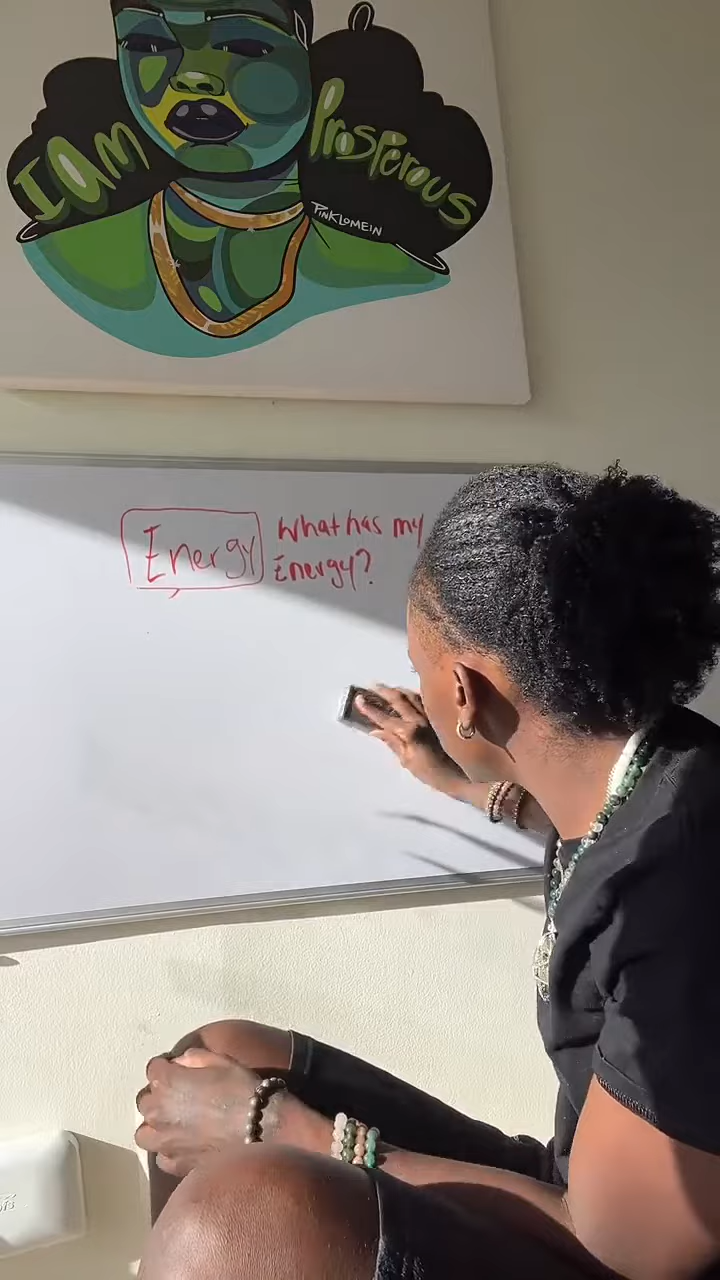 I am
Prosperous
PINKLOMEIN
Energy
What has my
Energy?